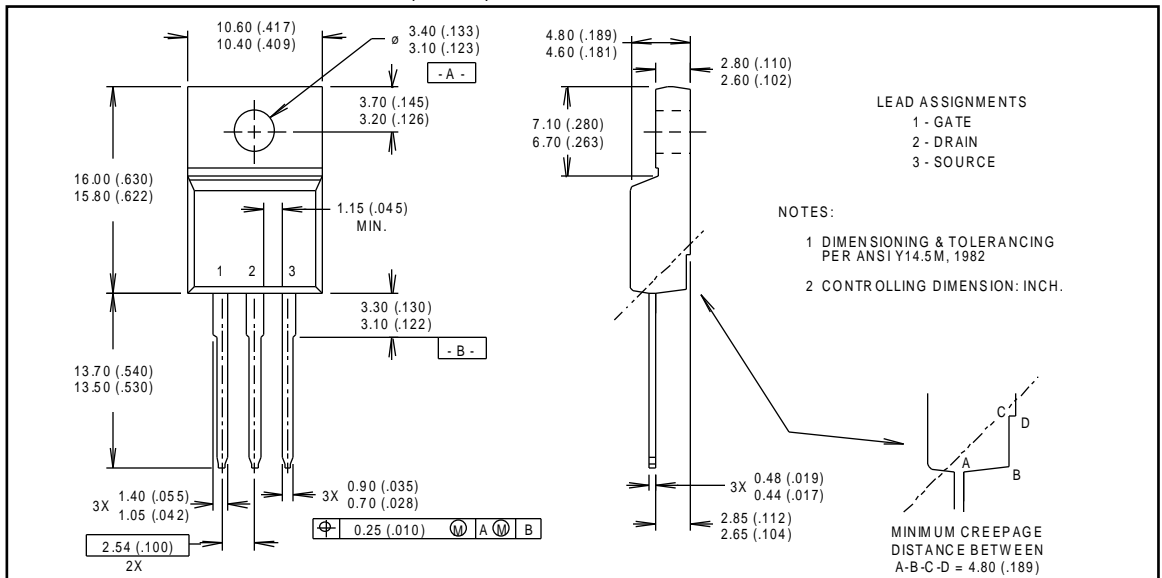 10.60 (.417)
10.40 (.409)
ø 3.40 (.133)
3.10 (.123)
- A -
3.70 (.145)
3.20 (.126)
16.00 (.630)
15.80 (.622)
1.15 (.045)
MIN.
1 2 3
3.30 (.130)
3.10 (.122)
- B -
13.70 (.540)
13.50 (.530)
3X 1.40 (.055)
1.05 (.042)
3X 0.90 (.035)
0.70 (.028)
0.25 (.010) Ⓜ A Ⓜ B
2.54 (.100)
2X
4.80 (.189)
4.60 (.181)
2.80 (.110)
2.60 (.102)
7.10 (.280)
6.70 (.263)
3X 0.48 (.019)
0.44 (.017)
2.85 (.112)
2.65 (.104)
LEAD ASSIGNMENTS
1 - GATE
2 - DRAIN
3 - SOURCE
NOTES:
1 DIMENSIONING & TOLERANCING
PER ANSI Y14.5M, 1982
2 CONTROLLING DIMENSION: INCH.
C
D
A
B
MINIMUM CREEPAGE
DISTANCE BETWEEN
A-B-C-D = 4.80 (.189)